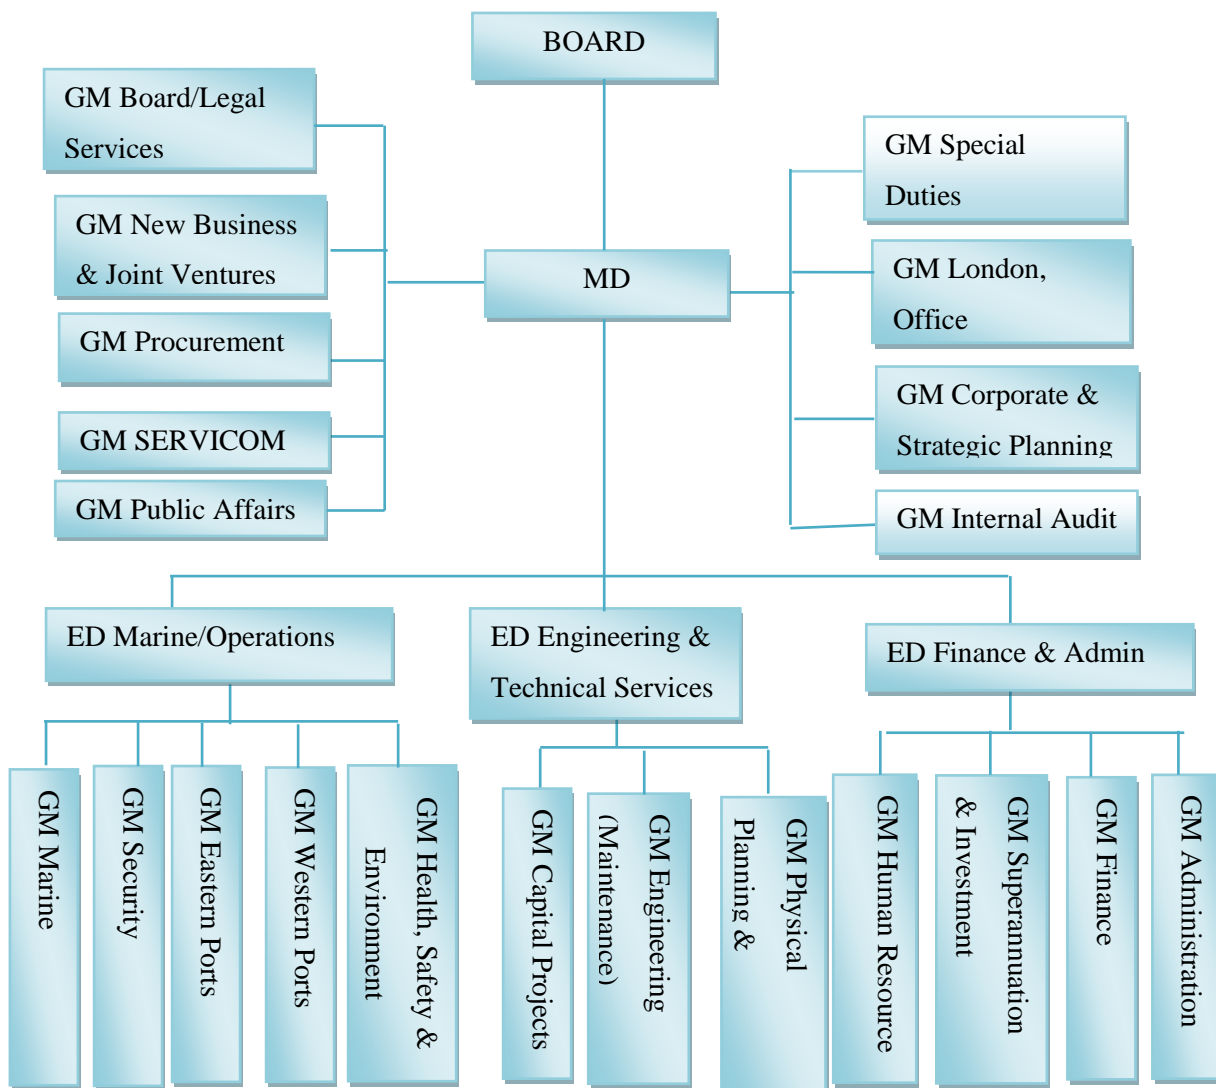 BOARD
GM Board/Legal
Services
GM Special
Duties
GM New Business
& Joint Ventures
MD
GM London,
Office
GM Procurement
GM Corporate &
Strategic Planning
GM SERVICOM
GM Public Affairs
GM Internal Audit
ED Marine/Operations
ED Engineering &
Technical Services
ED Finance & Admin
GM Marine
GM Security
GM Eastern Ports
GM Western Ports
GM Health, Safety &
Environment
GM Capital Projects
GM Engineering
(Maintenance)
GM Physical
Planning &
GM Human Resource
GM Superannuation
& Investment
GM Finance
GM Administration